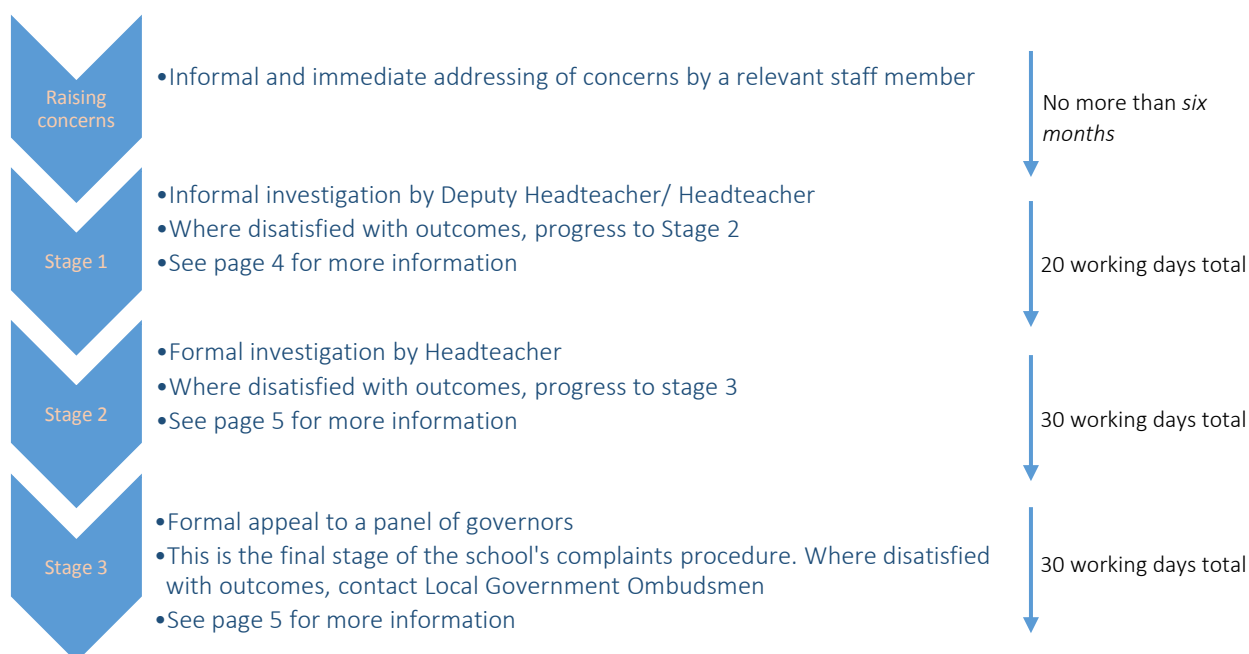 Raising
concerns
•Informal and immediate addressing of concerns by a relevant staff member
No more than six
months
Stage 1
•Informal investigation by Deputy Headteacher/ Headteacher
•Where disatisfied with outcomes, progress to Stage 2
•See page 4 for more information
20 working days total
Stage 2
•Formal investigation by Headteacher
•Where disatisfied with outcomes, progress to stage 3
•See page 5 for more information
30 working days total
Stage 3
•Formal appeal to a panel of governors
•This is the final stage of the school's complaints procedure. Where disatisfied
with outcomes, contact Local Government Ombudsmen
•See page 5 for more information
30 working days total